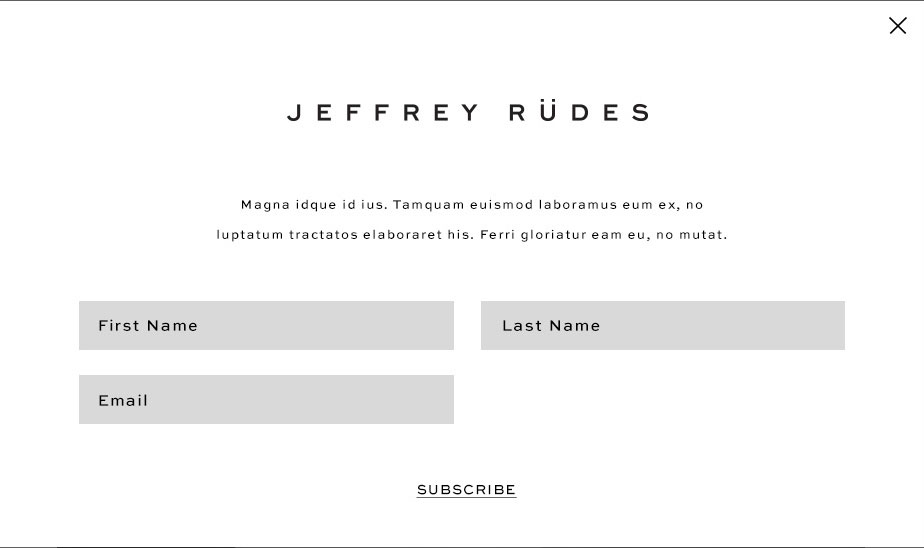 JEFFREY RÜDES
Magna idque id ius. Tamquam euismod laboramus eum ex, no
luptatum tractatos elaboraret his. Ferri gloriatur eam eu, no mutat.
First Name
Last Name
Email
SUBSCRIBE